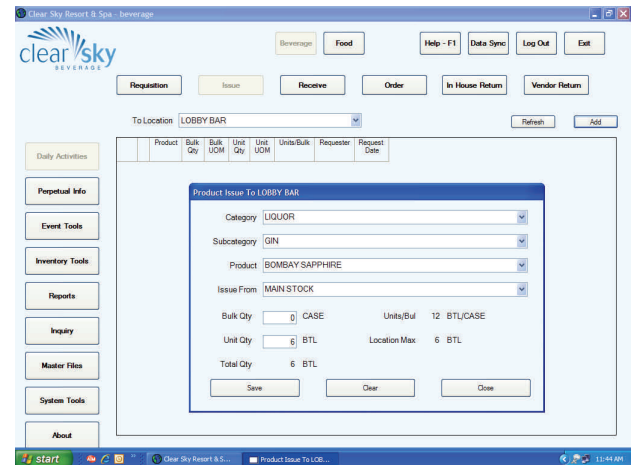 Clear Sky Resort & Spa - beverage
clear sky
BEVERAGE
Beverage Food Help - F1 Data Sync Log Out Exit
Requisition Issue Receive Order In House Return Vendor Return
To Location LOBBY BAR Refresh Add
Product Bulk Qty Bulk UOM Unit Qty Unit UOM Units/Bulk Requester Request Date
Daily Activities
Perpetual Info
Event Tools
Inventory Tools
Reports
Inquiry
Master Files
System Tools
About
Product Issue To LOBBY BAR
Category LIQUOR
Subcategory GIN
Product BOMBAY SAPPHIRE
Issue From MAIN STOCK
Bulk Qty 0 CASE Units/Bul 12 BTL/CASE
Unit Qty 6 BTL Location Max 6 BTL
Total Qty 6 BTL
Save Clear Close
start Clear Sky Resort & S... Product Issue To LOB... 11:44 AM